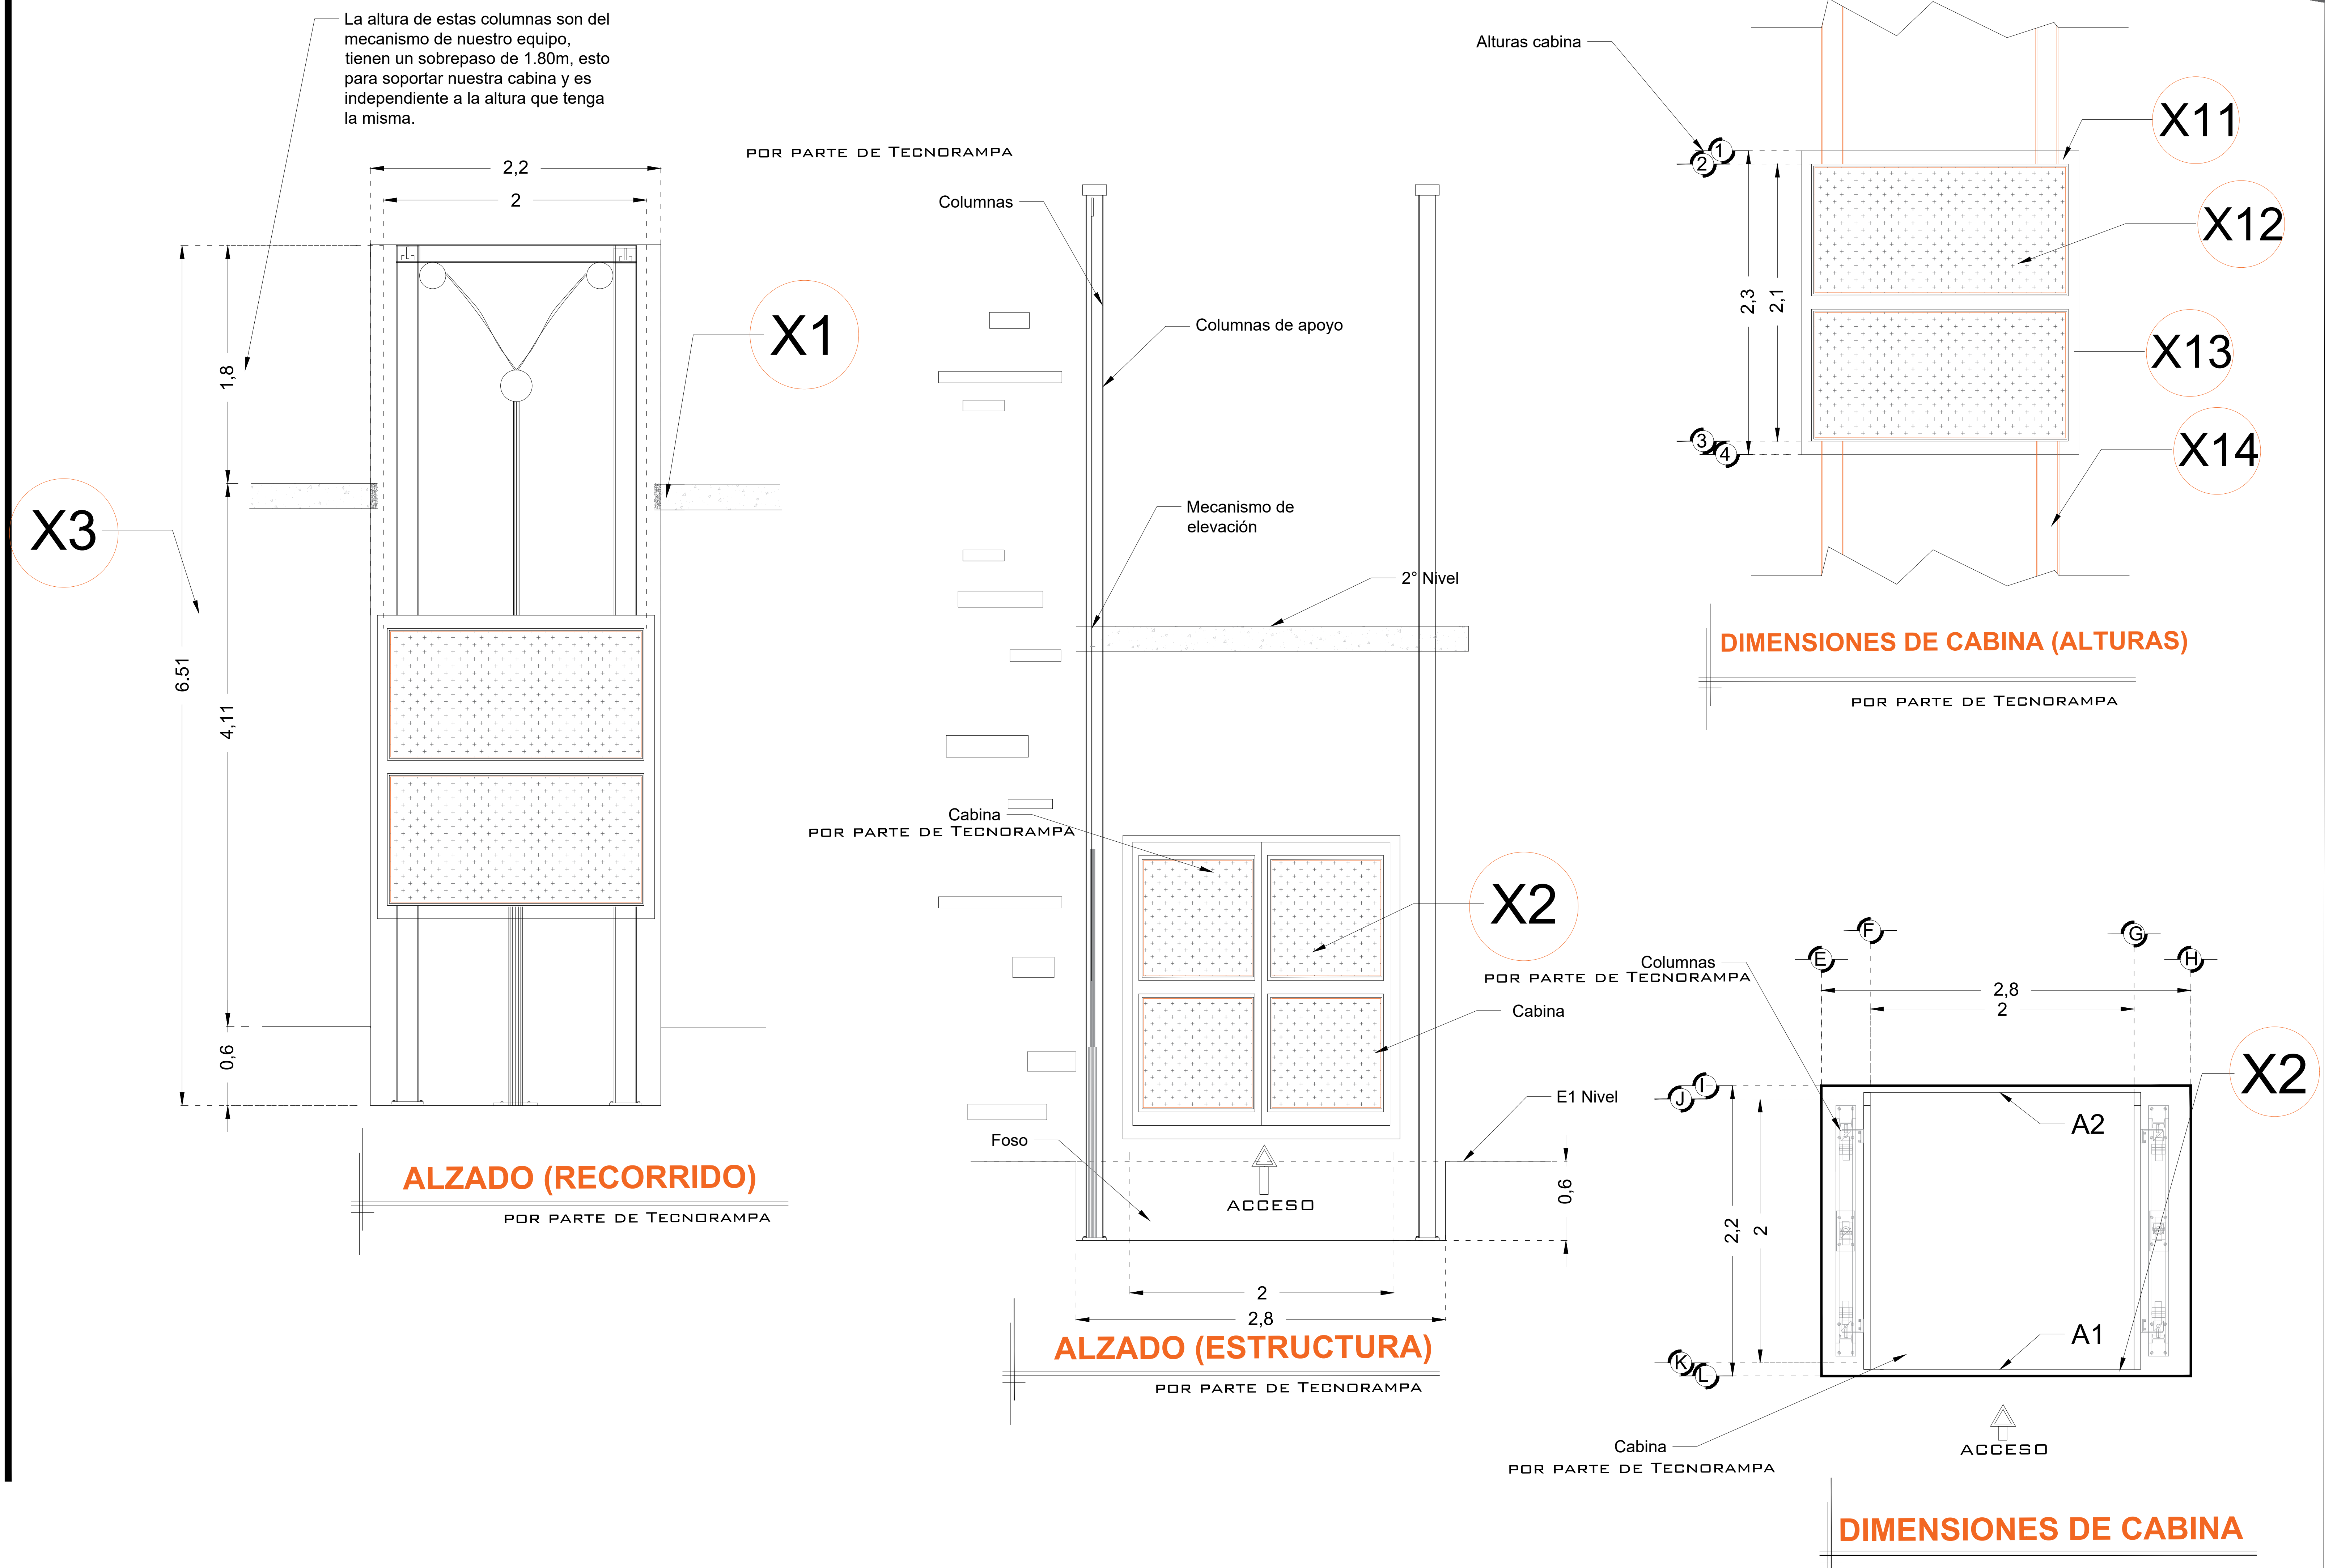 La altura de estas columnas son del
mecanismo de nuestro equipo,
tienen un sobrepaso de 1.80m, esto
para soportar nuestra cabina y es
independiente a la altura que tenga
la misma.
2,2
2
1,8
6.51
4,11
0,6
X1
X3
ALZADO (RECORRIDO)
POR PARTE DE TECNORAMPA
POR PARTE DE TECNORAMPA
Columnas
Columnas de apoyo
Mecanismo de
elevación
2° Nivel
Cabina
POR PARTE DE TECNORAMPA
X2
POR PARTE DE TECNORAMPA
Cabina
E1 Nivel
Foso
ACCESO
0,6
2
2,8
ALZADO (ESTRUCTURA)
POR PARTE DE TECNORAMPA
Alturas cabina
1
2
3
4
2,3
2,1
X11
X12
X13
X14
DIMENSIONES DE CABINA (ALTURAS)
POR PARTE DE TECNORAMPA
F
G
E
H
Columnas
2,8
2
X2
I
J
K
L
2,2
2
A2
A1
Cabina
POR PARTE DE TECNORAMPA
ACCESO
DIMENSIONES DE CABINA